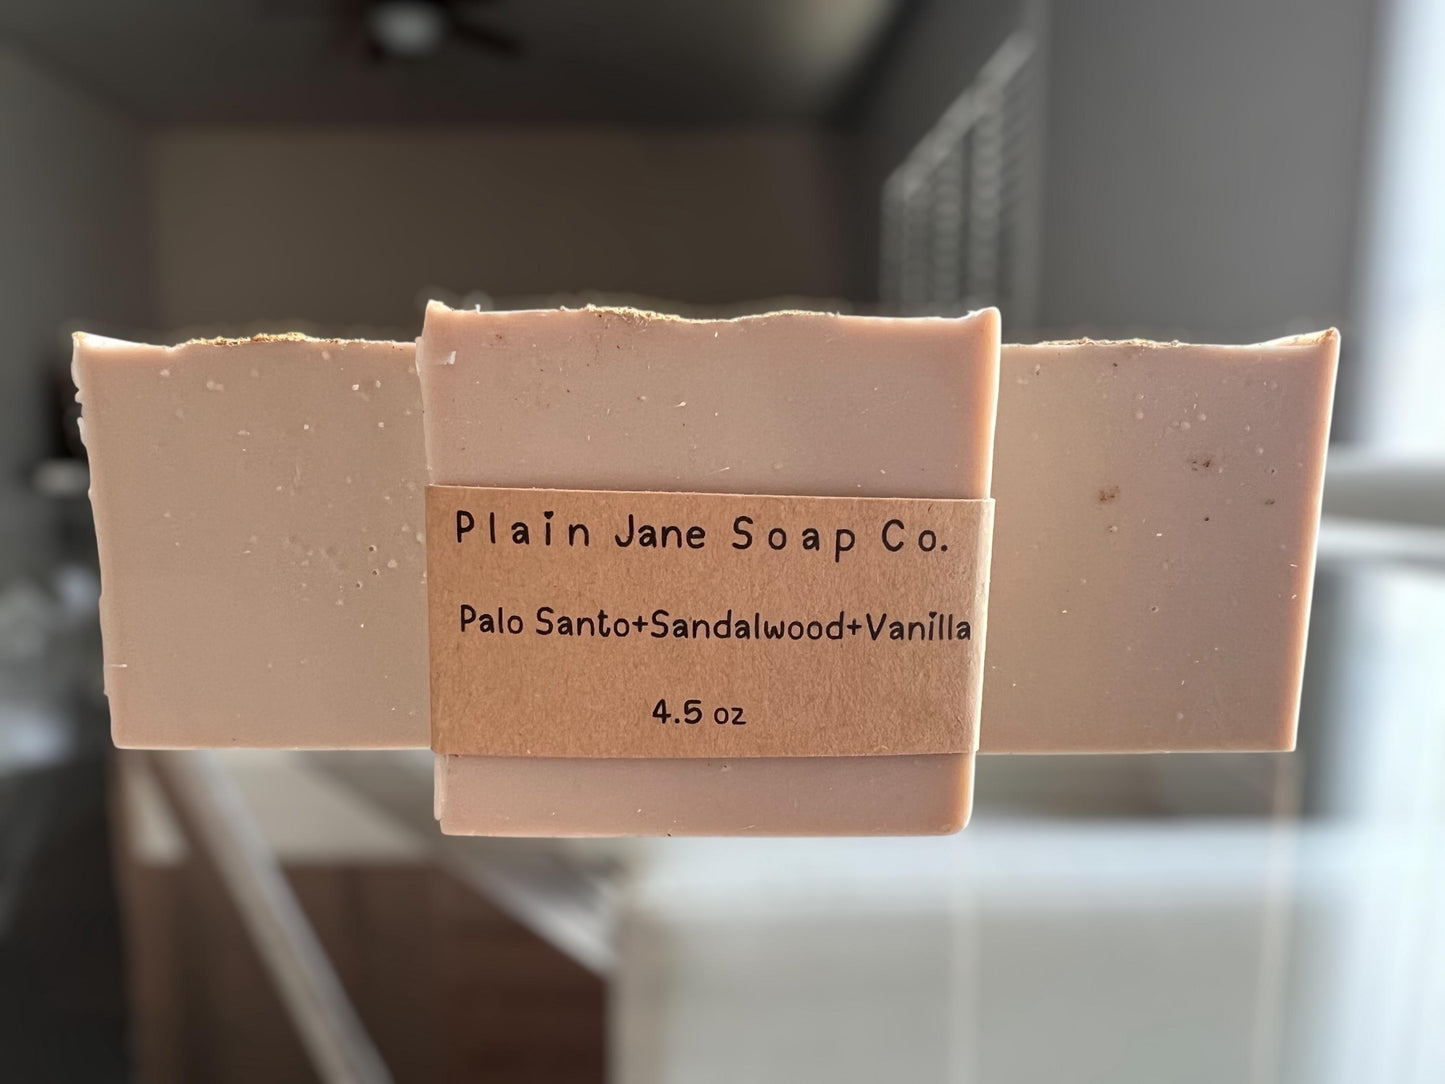 Plain Jane Soap Co.
Palo Santo+Sandalwood+Vanilla
4.5 oz